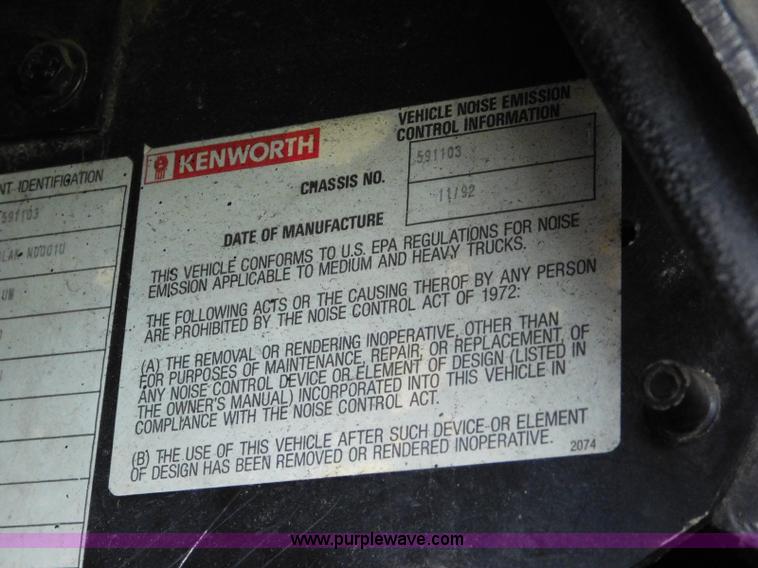 KENWORTH
VEHICLE NOISE EMISSION
CONTROL INFORMATION
CHASSIS NO.
591103
DATE OF MANUFACTURE
11/92
THIS VEHICLE CONFORMS TO U.S. EPA REGULATIONS FOR NOISE
EMISSION APPLICABLE TO MEDIUM AND HEAVY TRUCKS.
THE FOLLOWING ACTS OR THE CAUSING THEROF BY ANY PERSON
ARE PROHIBITED BY THE NOISE CONTROL ACT OF 1972:
(A) THE REMOVAL OR RENDERING INOPERATIVE, OTHER THAN
FOR PURPOSES OF MAINTENANCE, REPAIR, OR REPLACEMENT, OF
ANY NOISE CONTROL DEVICE OR ELEMENT OF DESIGN (LISTED IN
THE OWNER'S MANUAL) INCORPORATED INTO THIS VEHICLE IN
COMPLIANCE WITH THE NOISE CONTROL ACT.
(B) THE USE OF THIS VEHICLE AFTER SUCH DEVICE OR ELEMENT
OF DESIGN HAS BEEN REMOVED OR RENDERED INOPERATIVE.
2074
NT IDENTIFICATION
591103
www.purplewave.com